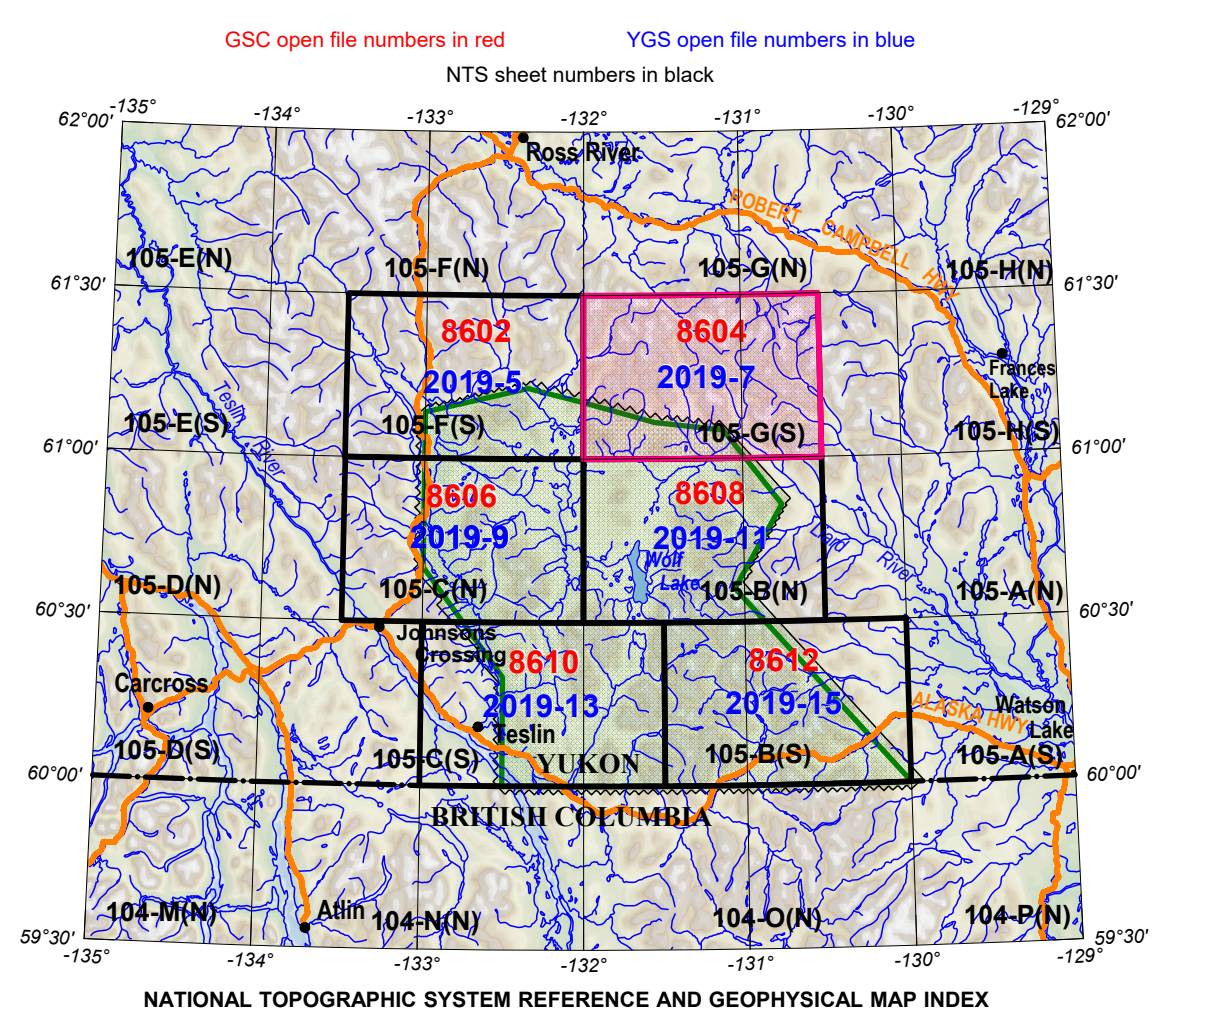 GSC open file numbers in red
YGS open file numbers in blue
NTS sheet numbers in black
-135°
-134°
-133°
-132°
-131°
-130°
-129°
62°00'
62°00'
Ross River
ROBERT CAMPBELL HWY
105-E(N)
105-F(N)
105-G(N)
105-H(N)
61°30'
61°30'
8602
8604
Frances
Lake
2019-5
2019-7
Teslin River
105-E(S)
105-F(S)
105-G(S)
105-H(S)
61°00'
61°00'
8606
8608
2019-9
2019-11
Liard River
Wolf
Lake
105-D(N)
105-C(N)
105-B(N)
105-A(N)
60°30'
60°30'
Johnsons
Crossing
8610
8612
Carcross
2019-13
2019-15
ALASKA HWY
Watson
Lake
Teslin
105-D(S)
105-C(S)
YUKON
105-B(S)
105-A(S)
60°00'
60°00'
BRITISH COLUMBIA
104-M(N)
Atlin
104-N(N)
104-O(N)
104-P(N)
59°30'
59°30'
-135°
-134°
-133°
-132°
-131°
-130°
-129°
NATIONAL TOPOGRAPHIC SYSTEM REFERENCE AND GEOPHYSICAL MAP INDEX